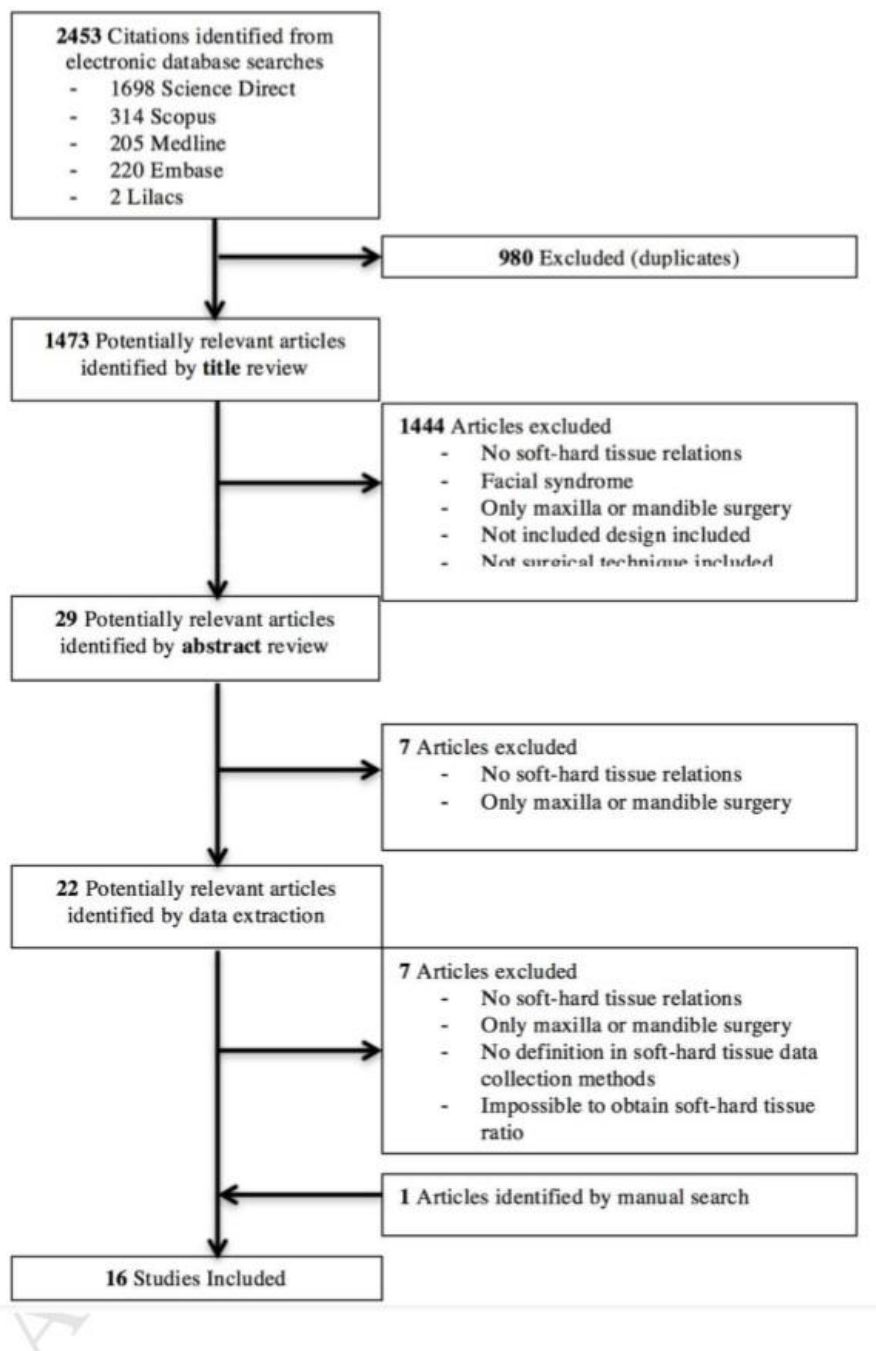 2453 Citations identified from
electronic database searches
- 1698 Science Direct
- 314 Scopus
- 205 Medline
- 220 Embase
- 2 Lilacs
980 Excluded (duplicates)
1473 Potentially relevant articles
identified by title review
1444 Articles excluded
- No soft-hard tissue relations
- Facial syndrome
- Only maxilla or mandible surgery
- Not included design included
- Not surgical technique included
29 Potentially relevant articles
identified by abstract review
7 Articles excluded
- No soft-hard tissue relations
- Only maxilla or mandible surgery
22 Potentially relevant articles
identified by data extraction
7 Articles excluded
- No soft-hard tissue relations
- Only maxilla or mandible surgery
- No definition in soft-hard tissue data
collection methods
- Impossible to obtain soft-hard tissue
ratio
1 Articles identified by manual search
16 Studies Included